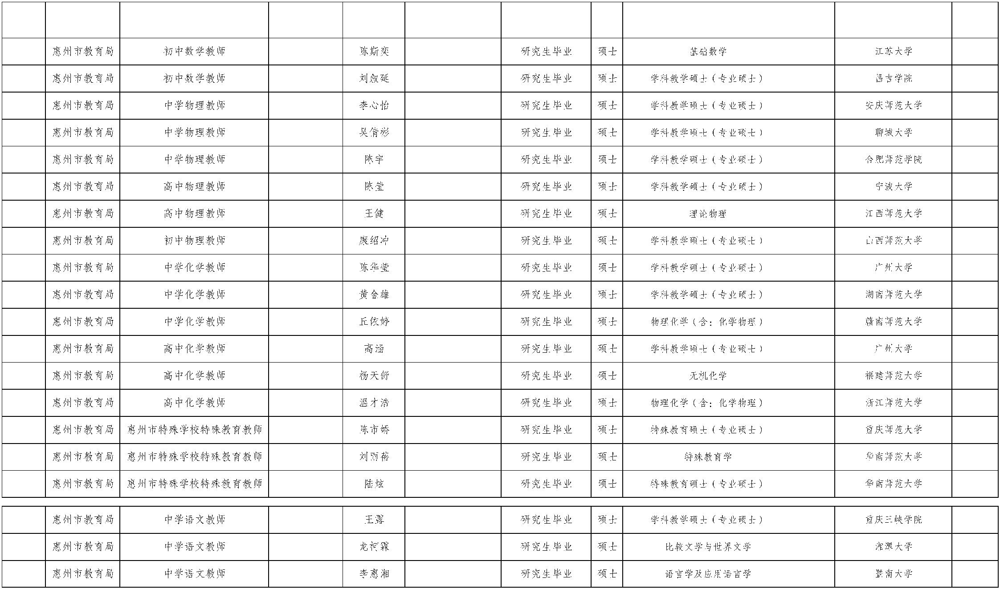 惠州市教育局 初中数学教师 陈斯奕 研究生毕业 硕士 基础数学 江苏大学
惠州市教育局 初中数学教师 刘叙延 研究生毕业 硕士 学科教学硕士（专业硕士） 昌吉学院
惠州市教育局 中学物理教师 李心怡 研究生毕业 硕士 学科教学硕士（专业硕士） 安庆师范大学
惠州市教育局 中学物理教师 吴倩彬 研究生毕业 硕士 学科教学硕士（专业硕士） 聊城大学
惠州市教育局 中学物理教师 陈宇 研究生毕业 硕士 学科教学硕士（专业硕士） 合肥师范学院
惠州市教育局 高中物理教师 陈莹 研究生毕业 硕士 学科教学硕士（专业硕士） 宁波大学
惠州市教育局 高中物理教师 王健 研究生毕业 硕士 理论物理 江西师范大学
惠州市教育局 初中物理教师 康绍冲 研究生毕业 硕士 学科教学硕士（专业硕士） 山西师范大学
惠州市教育局 中学化学教师 陈华莹 研究生毕业 硕士 学科教学硕士（专业硕士） 广州大学
惠州市教育局 中学化学教师 黄金雄 研究生毕业 硕士 学科教学硕士（专业硕士） 湖南师范大学
惠州市教育局 中学化学教师 丘依婷 研究生毕业 硕士 物理化学（含：化学物理） 赣南师范大学
惠州市教育局 高中化学教师 高涵 研究生毕业 硕士 学科教学硕士（专业硕士） 广州大学
惠州市教育局 高中化学教师 杨天舒 研究生毕业 硕士 无机化学 福建师范大学
惠州市教育局 高中化学教师 温才浩 研究生毕业 硕士 物理化学（含：化学物理） 浙江师范大学
惠州市教育局 惠州市特殊学校特殊教育教师 陈市娇 研究生毕业 硕士 特殊教育硕士（专业硕士） 重庆师范大学
惠州市教育局 惠州市特殊学校特殊教育教师 刘雨蓓 研究生毕业 硕士 特殊教育学 华南师范大学
惠州市教育局 惠州市特殊学校特殊教育教师 陆炫 研究生毕业 硕士 特殊教育硕士（专业硕士） 华南师范大学
惠州市教育局 中学语文教师 王露 研究生毕业 硕士 学科教学硕士（专业硕士） 重庆三峡学院
惠州市教育局 中学语文教师 龙柯霖 研究生毕业 硕士 比较文学与世界文学 湘潭大学
惠州市教育局 中学语文教师 李惠湘 研究生毕业 硕士 语言学及应用语言学 暨南大学